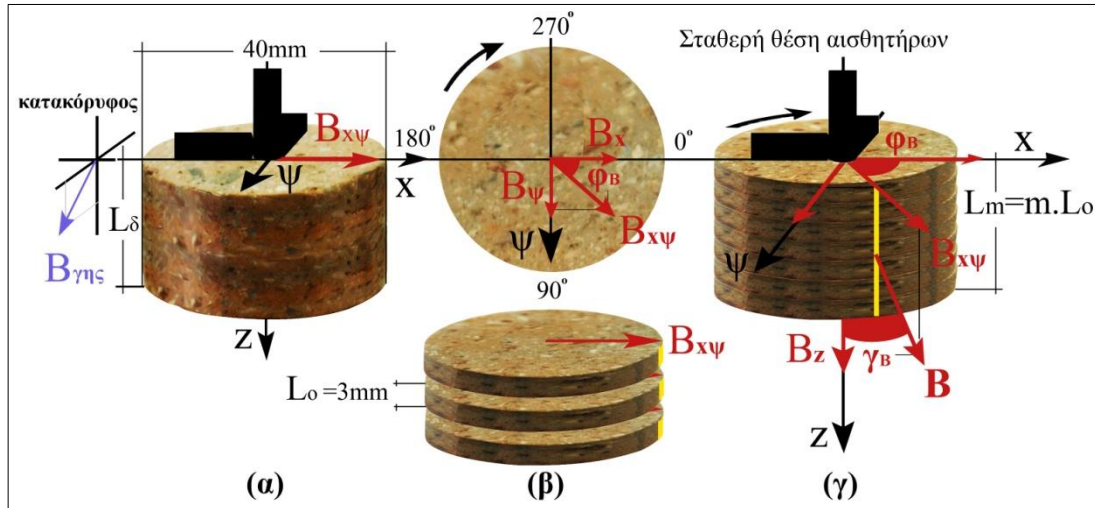 40mm
κατακόρυφος
Bγης
Lδ
Bxψ
180°
x
ψ
z
(α)
270°
Bx
0°
Bψ
φB
Bxψ
ψ
90°
Bxψ
Lo =3mm
(β)
Σταθερή θέση αισθητήρων
φB
x
Lm=m.Lo
Bxψ
ψ
Bz
γB
B
z
(γ)